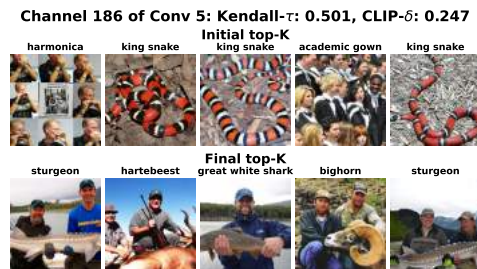 Channel 186 of Conv 5: Kendall-τ: 0.501, CLIP-δ: 0.247
Initial top-K
harmonica king snake king snake academic gown king snake
Final top-K
sturgeon hartebeest great white shark bighorn sturgeon